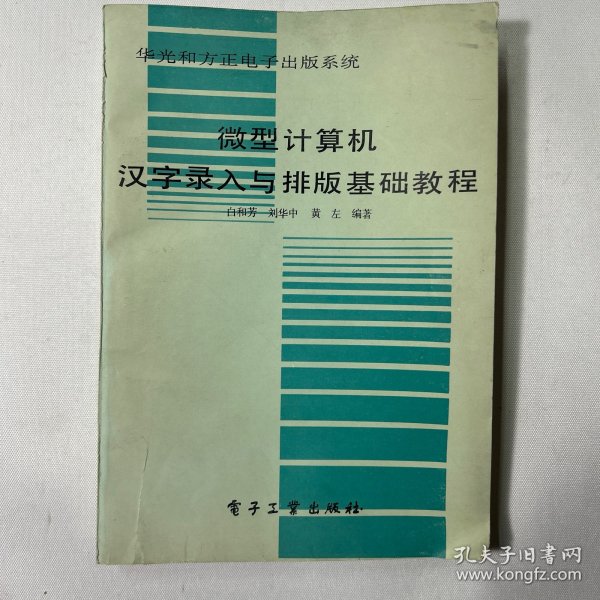 华光和方正电子出版系统
微型计算机
汉字录入与排版基础教程
白和芳 刘华中 黄 左 编著
電子工業出版社
孔夫子旧书网
www.kongfz.com